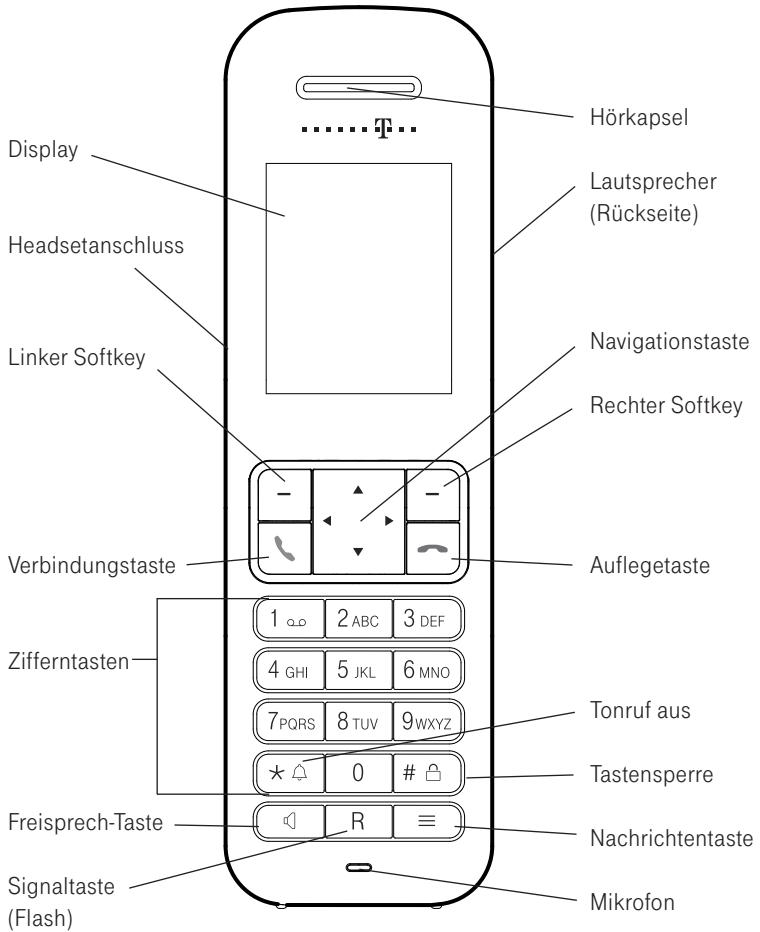 Hörkapsel
T
Display
Lautsprecher
(Rückseite)
Headsetanschluss
Navigationstaste
Linker Softkey
Rechter Softkey
Verbindungstaste
Auflegetaste
1 2 ABC 3 DEF
Zifferntasten
4 GHI 5 JKL 6 MNO
7PQRS 8 TUV 9WXYZ
Tonruf aus
* 0 #
Tastensperre
Freisprech-Taste
R
Nachrichtentaste
Signaltaste
(Flash)
Mikrofon